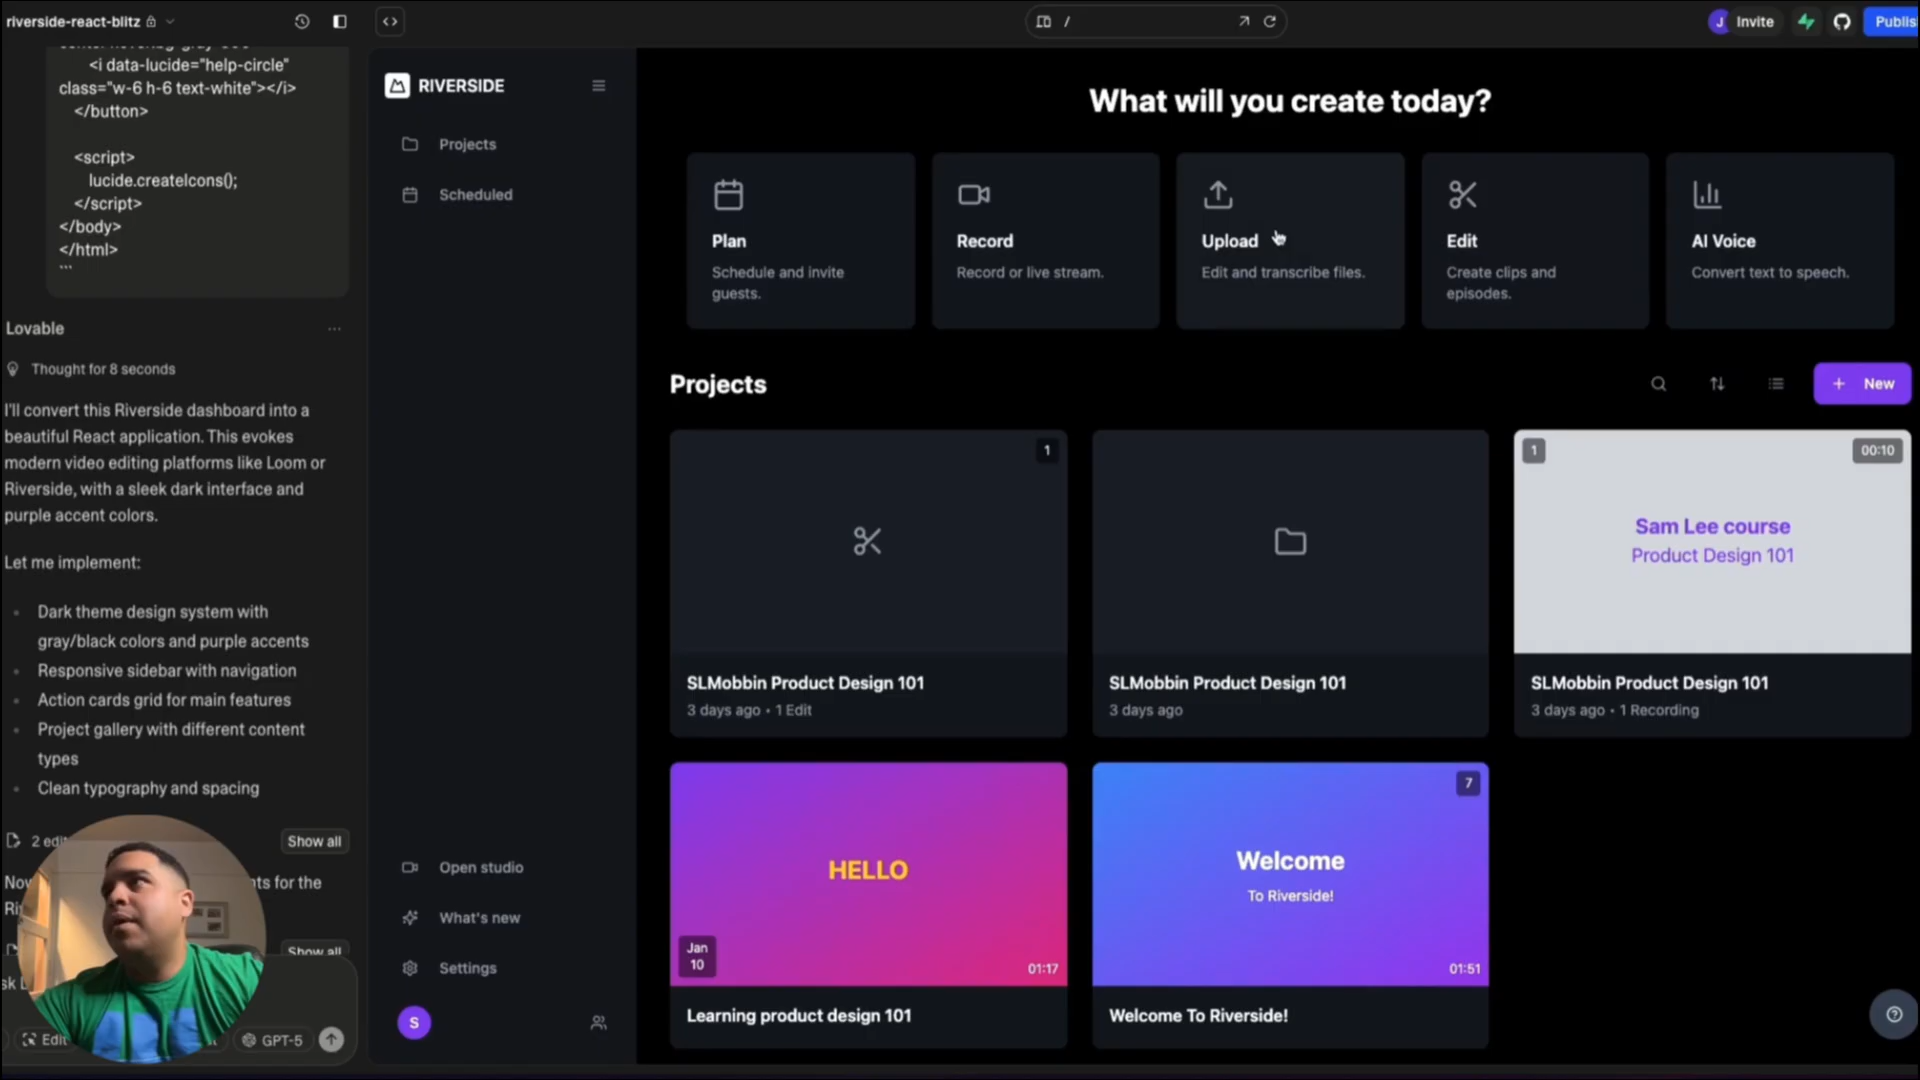 riverside-react-blitz
<i data-lucide="help-circle"
class="w-6 h-6 text-white"></i>
</button>
<script>
lucide.createIcons();
</script>
</body>
</html>
```
Lovable
Thought for 8 seconds
I'll convert this Riverside dashboard into a
beautiful React application. This evokes
modern video editing platforms like Loom or
Riverside, with a sleek dark interface and
purple accent colors.
Let me implement:
Dark theme design system with
gray/black colors and purple accents
Responsive sidebar with navigation
Action cards grid for main features
Project gallery with different content
types
Clean typography and spacing
Show all
for the
Show all
Edit
GPT-5
/
J
Invite
RIVERSIDE
Projects
Scheduled
Open studio
What's new
Settings
S
What will you create today?
Plan
Schedule and invite
guests.
Record
Record or live stream.
Upload
Edit and transcribe files.
Edit
Create clips and
episodes.
AI Voice
Convert text to speech.
Projects
+ New
1
SLMobbin Product Design 101
3 days ago • 1 Edit
SLMobbin Product Design 101
3 days ago
1
00:10
Sam Lee course
Product Design 101
SLMobbin Product Design 101
3 days ago • 1 Recording
HELLO
Jan
10
01:17
Learning product design 101
7
Welcome
To Riverside!
01:51
Welcome To Riverside!